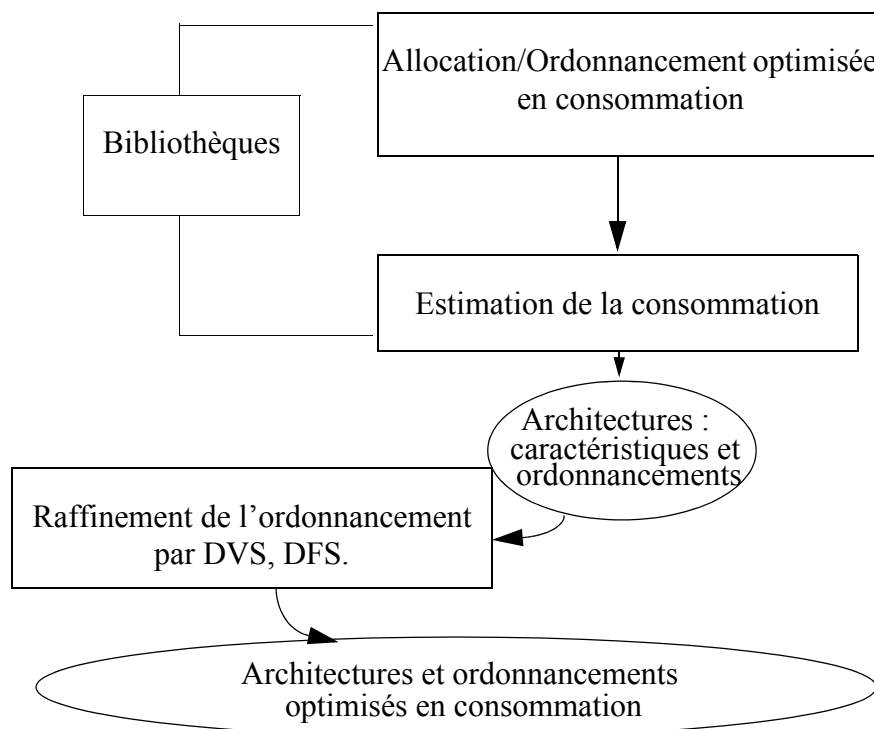 Allocation/Ordonnancement optimisée
en consommation
Bibliothèques
Estimation de la consommation
Architectures :
caractéristiques et
ordonnancements
Raffinement de l’ordonnancement
par DVS, DFS.
Architectures et ordonnancements
optimisés en consommation